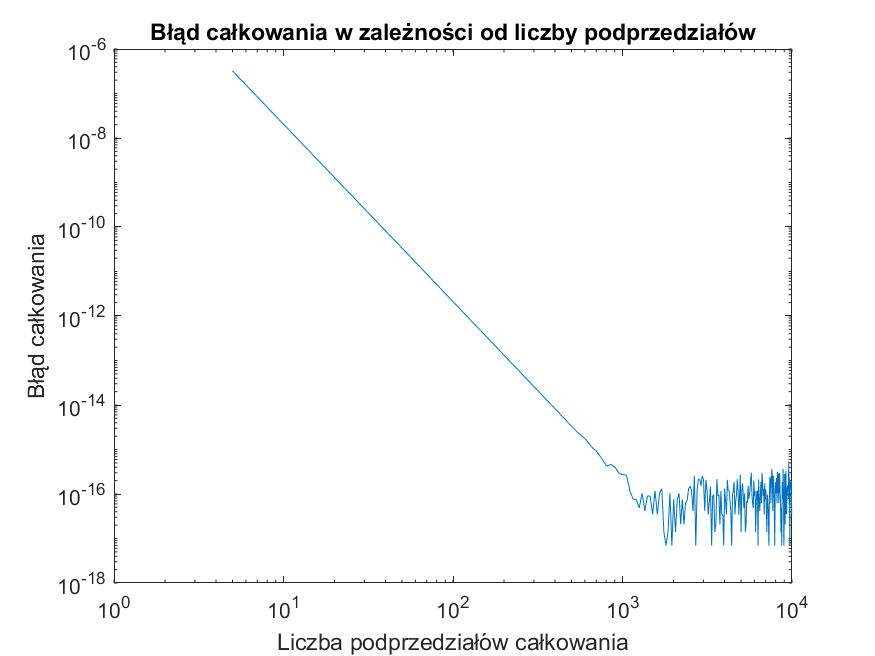 Błąd całkowania w zależności od liczby podprzedziałów
10^-6
10^-8
10^-10
10^-12
10^-14
10^-16
10^-18
Błąd całkowania
10^0 10^1 10^2 10^3 10^4
Liczba podprzedziałów całkowania